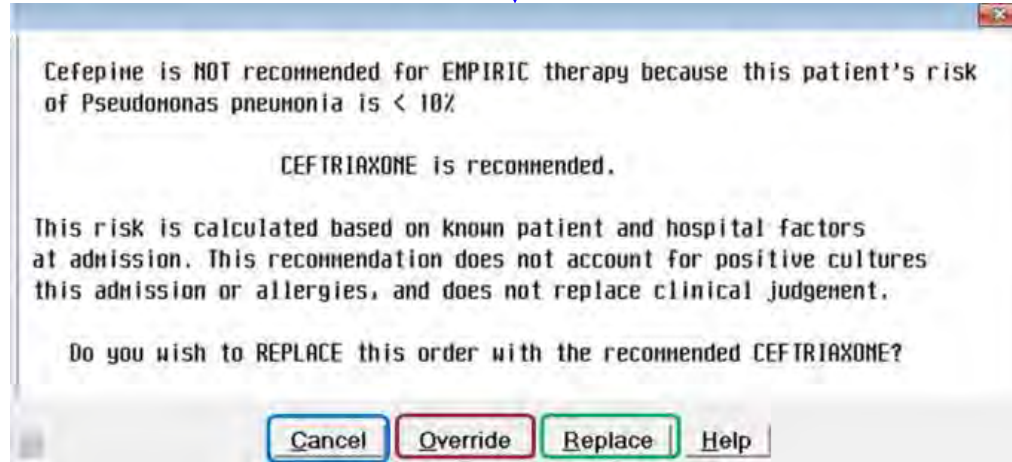 Cefepime is NOT recommended for EMPIRIC therapy because this patient's risk
of Pseudomonas pneumonia is < 10%
CEFTRIAXONE is recommended.
This risk is calculated based on known patient and hospital factors
at admission. This recommendation does not account for positive cultures
this admission or allergies, and does not replace clinical judgement.
Do you wish to REPLACE this order with the recommended CEFTRIAXONE?
Cancel Override Replace Help